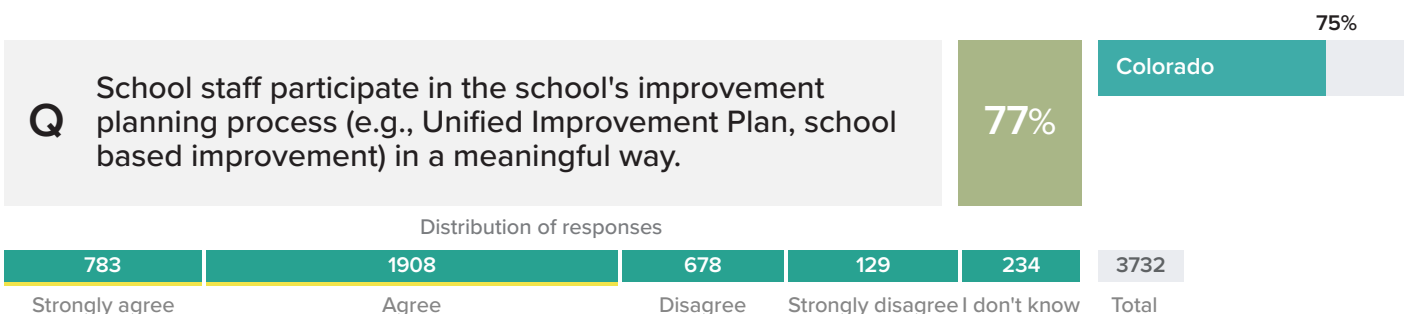 75%
Colorado
Q
School staff participate in the school's improvement
planning process (e.g., Unified Improvement Plan, school
based improvement) in a meaningful way.
77%
Distribution of responses
783 1908 678 129 234 3732
Strongly agree Agree Disagree Strongly disagree I don't know Total